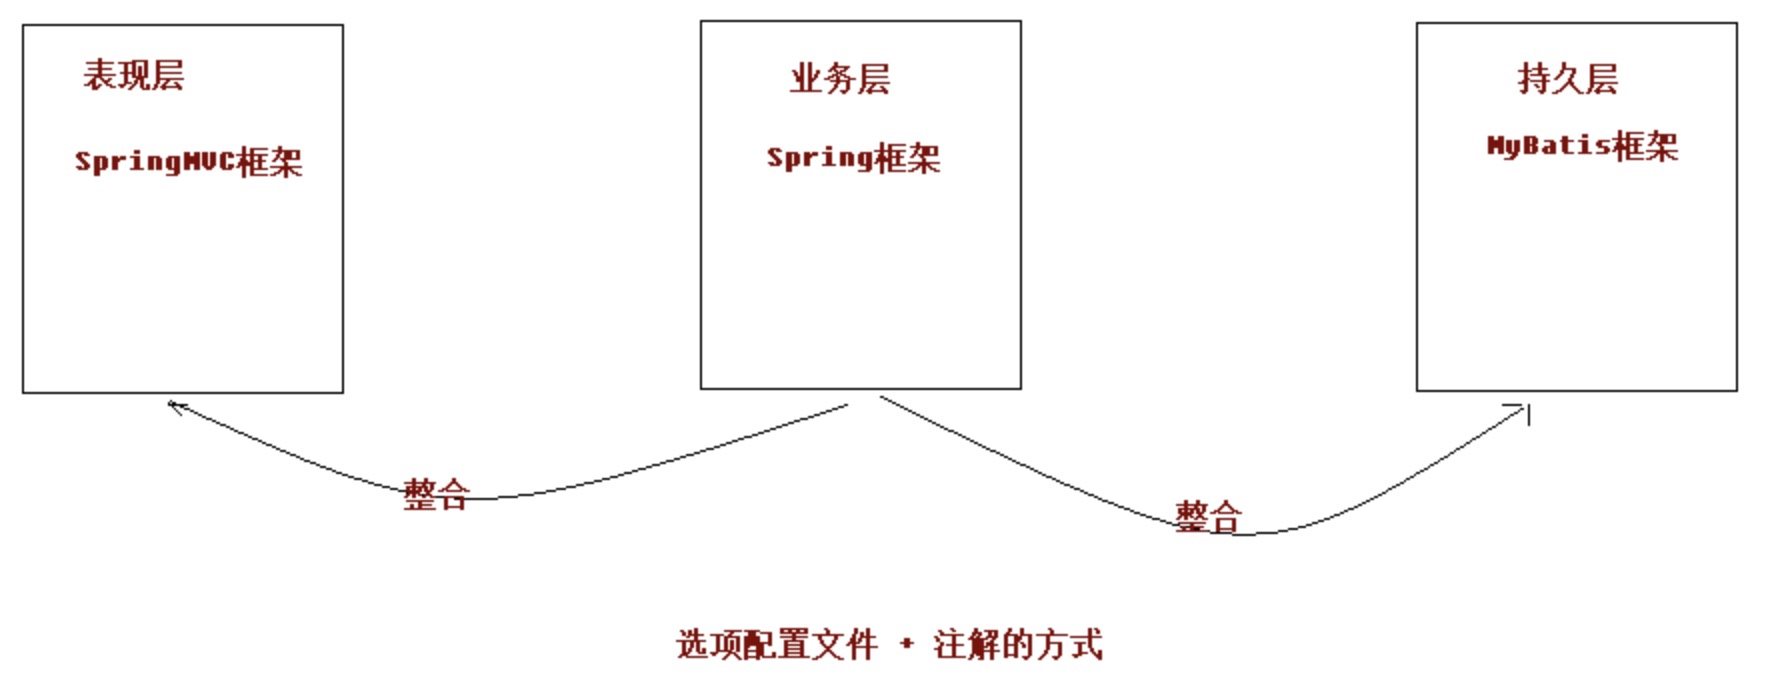 表现层
SpringMVC框架
业务层
Spring框架
持久层
MyBatis框架
整合
整合
选项配置文件 + 注解的方式